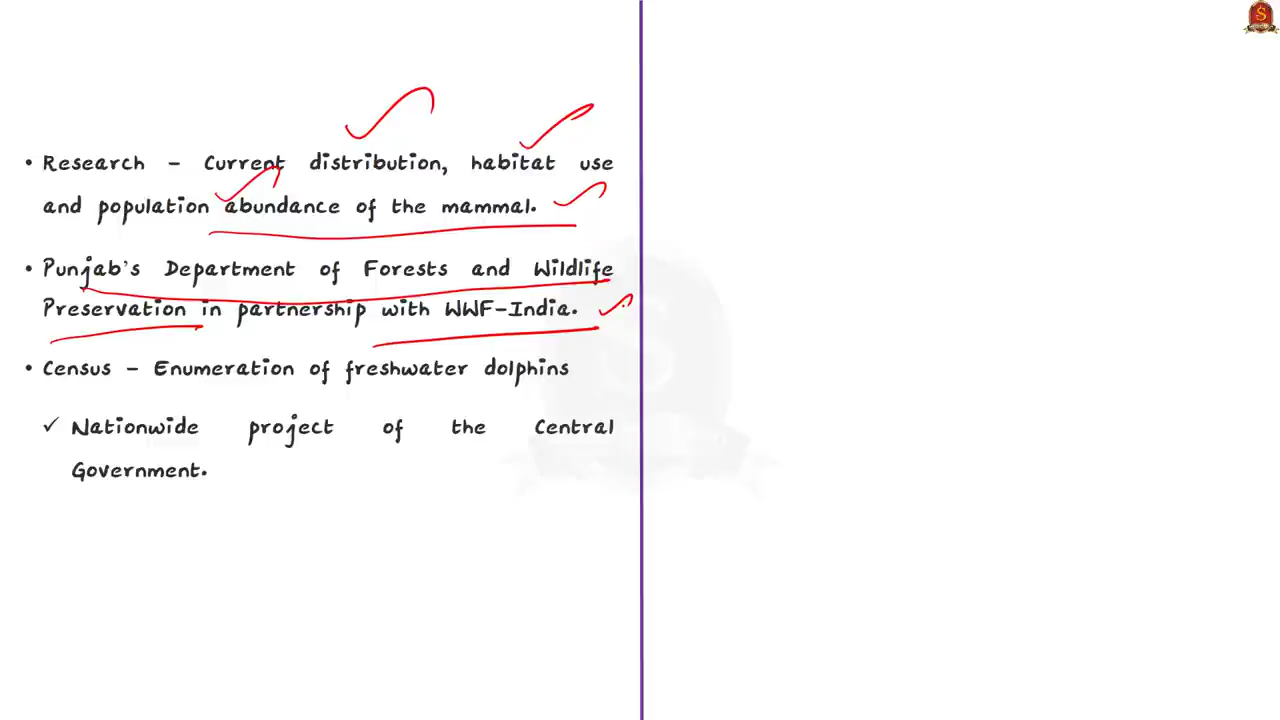 • Research – Current distribution, habitat use
and population abundance of the mammal.
• Punjab's Department of Forests and Wildlife
Preservation in partnership with WWF-India.
• Census – Enumeration of freshwater dolphins
✓ Nationwide project of the Central
Government.